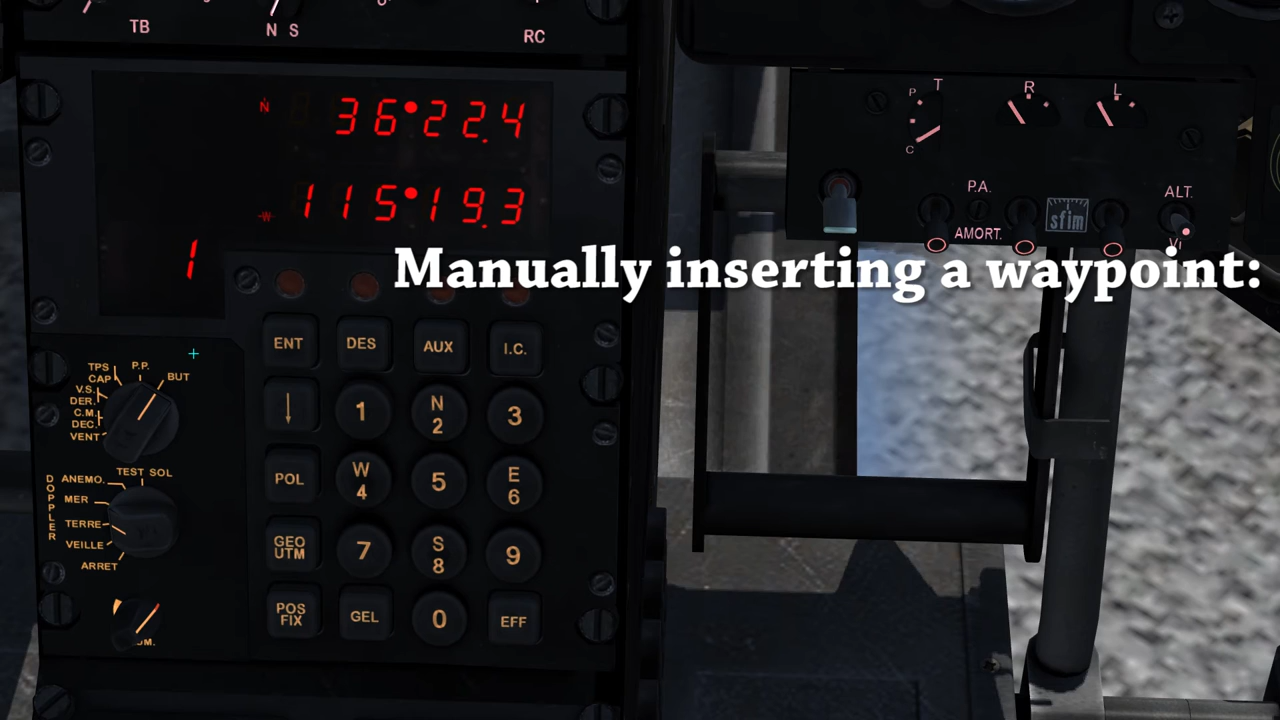 TB
N S
RC
N 36•22.4
W 115•19.3
1
P T
C
R
L
P.A.
AMORT.
sfim
ALT.
Manually inserting a waypoint:
ENT DES AUX I.C.
↓ 1 N 2 3
POL W 4 5 E 6
GEO UTM 7 S 8 9
POS FIX GEL 0 EFF
TPS
CAP
P.P.
BUT
V.S.
DER.
C.M.
DEC.
VENT
DOPPLER
TEST SOL
ANEMO.
MER
TERRE
VEILLE
ARRET